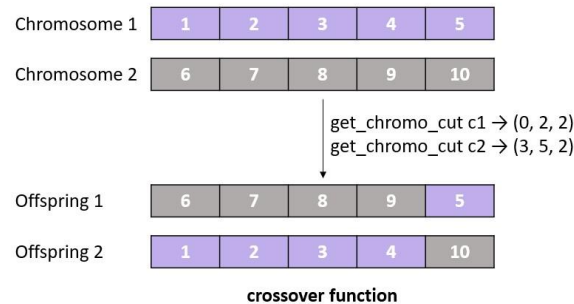 Chromosome 1 1 2 3 4 5
Chromosome 2 6 7 8 9 10
get_chromo_cut c1 → (0, 2, 2)
get_chromo_cut c2 → (3, 5, 2)
Offspring 1 6 7 8 9 5
Offspring 2 1 2 3 4 10
crossover function